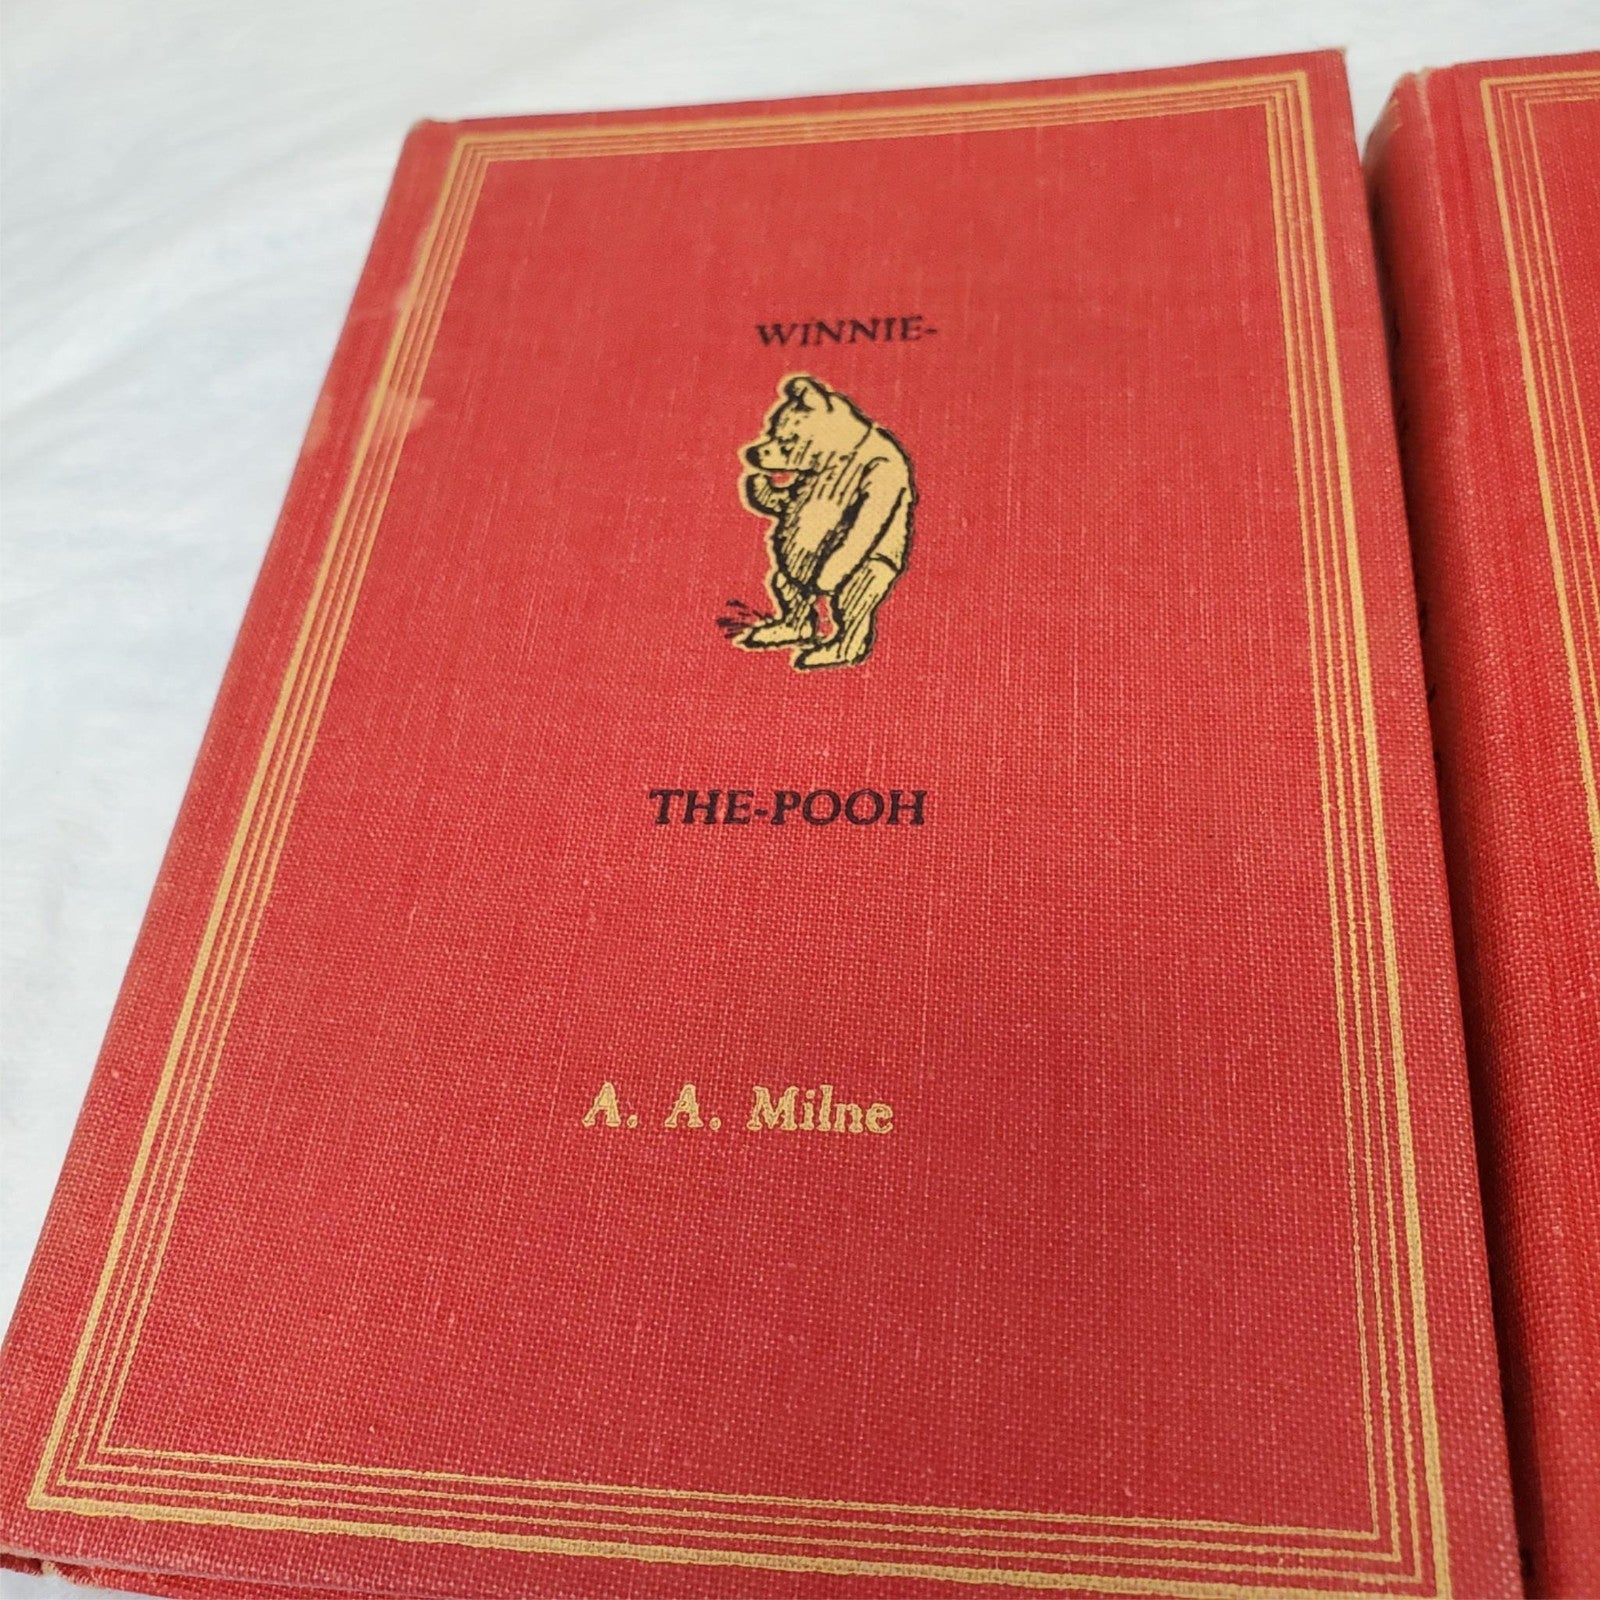 WINNIE-
THE-POOH
A. A. Milne